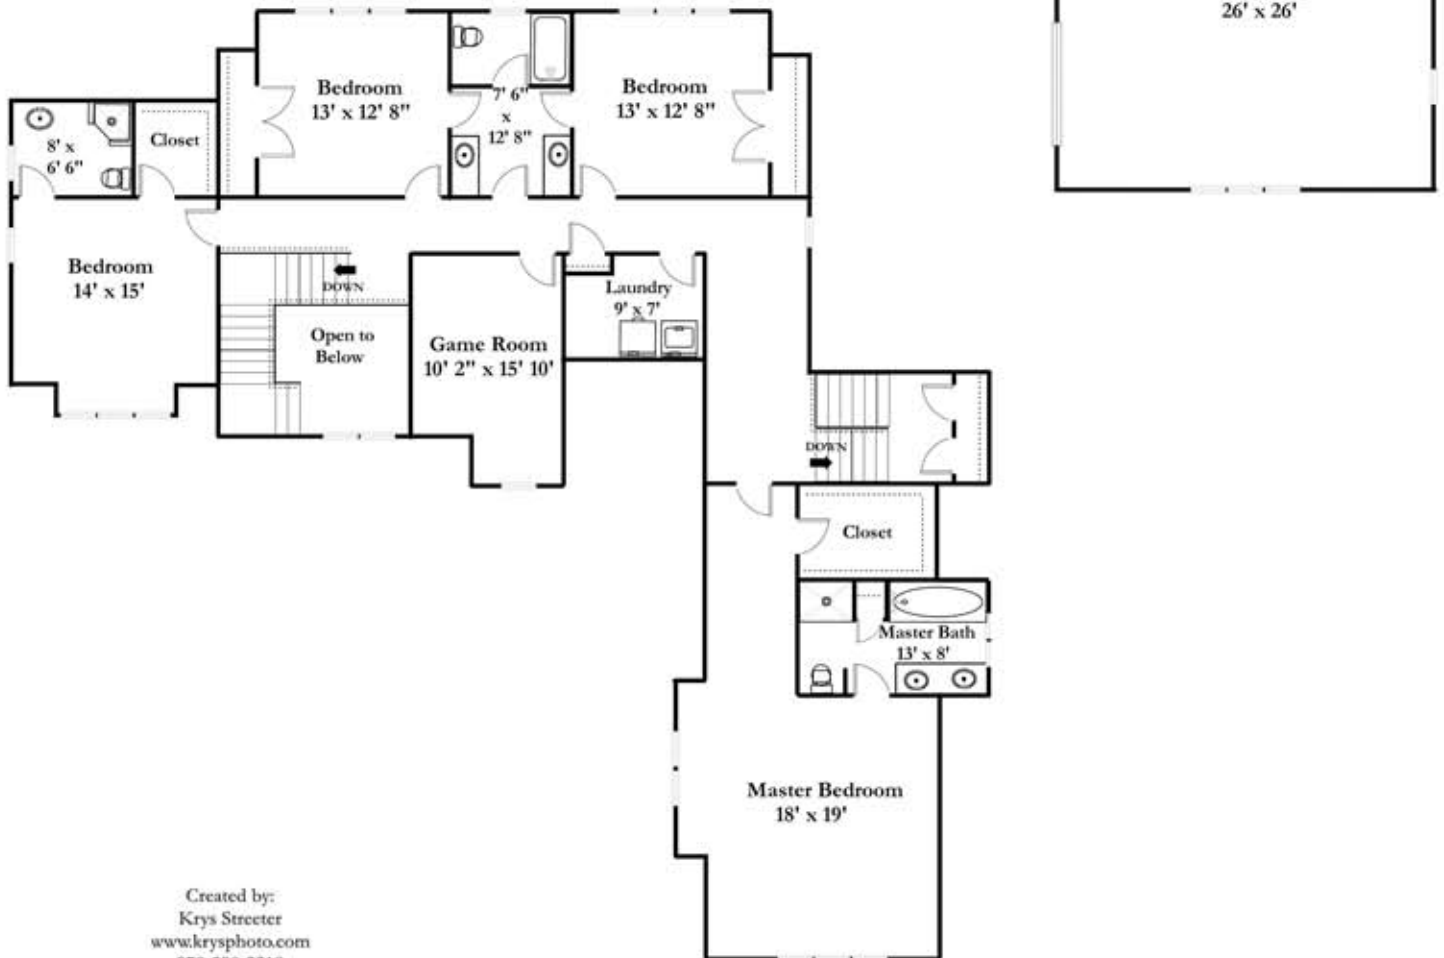 26' x 26'
Bedroom
13' x 12' 8"
7' 6"
x
12' 8"
Bedroom
13' x 12' 8"
8' x
6' 6"
Closet
Bedroom
14' x 15'
DOWN
Open to
Below
Game Room
10' 2" x 15' 10'
Laundry
9' x 7'
DOWN
Closet
Master Bath
13' x 8'
Master Bedroom
18' x 19'
Created by:
Krys Streeter
www.krysphoto.com